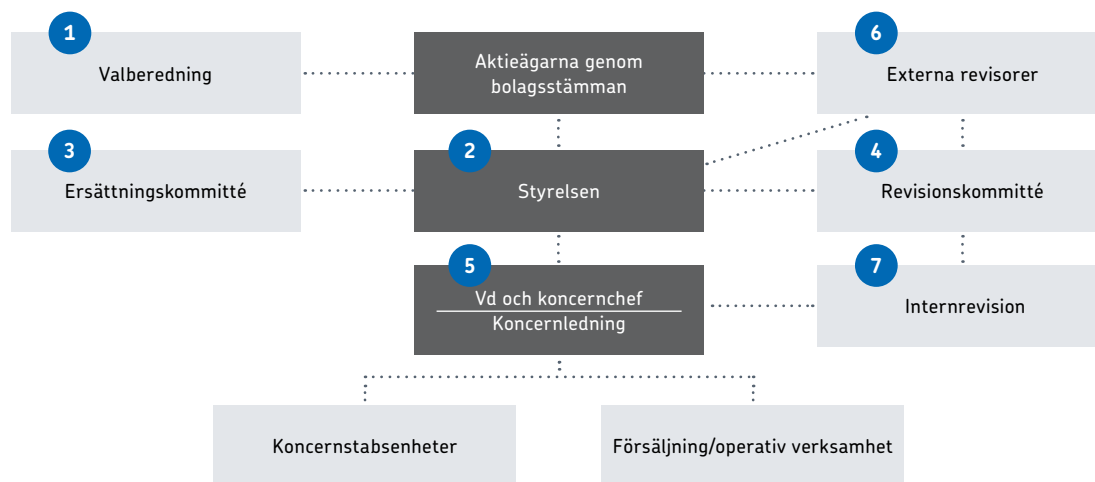 1
Valberedning
Aktieägarna genom
bolagsstämman
6
Externa revisorer
3
Ersättningskommitté
2
Styrelsen
4
Revisionskommitté
5
Vd och koncernchef
Koncernledning
7
Internrevision
Koncernstabsenheter
Försäljning/operativ verksamhet